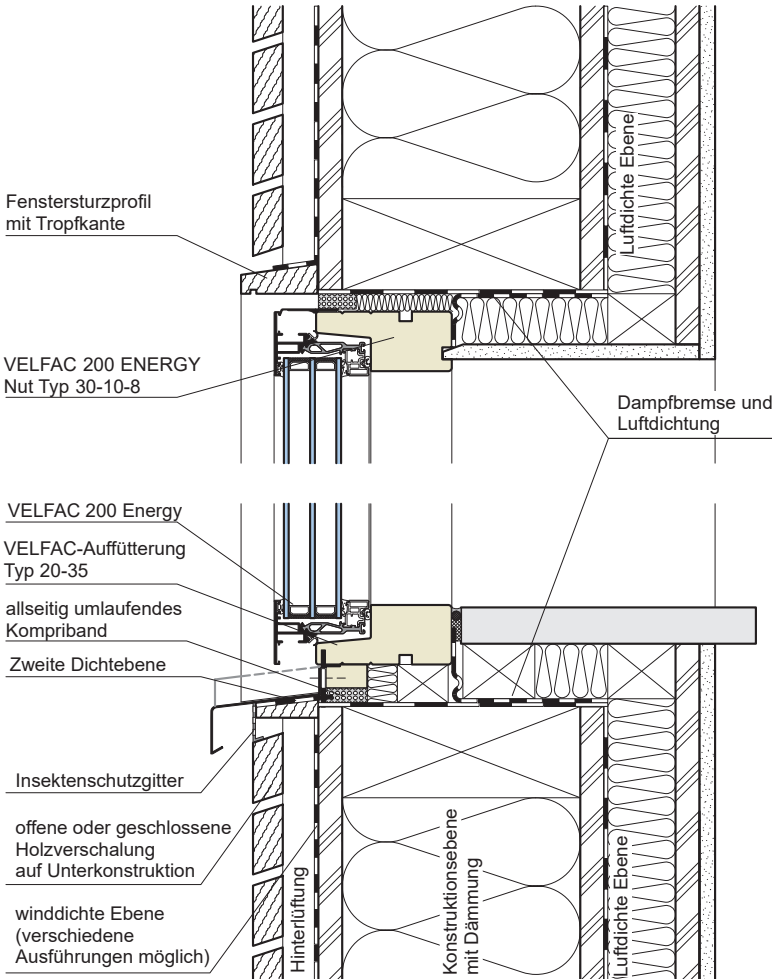 Luftdichte Ebene
Fenstersturzprofil
mit Tropfkante
VELFAC 200 ENERGY
Nut Typ 30-10-8
Dampfbremse und
Luftdichtung
VELFAC 200 Energy
VELFAC-Auffütterung
Typ 20-35
allseitig umlaufendes
Kompriband
Zweite Dichtebene
Insektenschutzgitter
offene oder geschlossene
Holzverschalung
auf Unterkonstruktion
winddichte Ebene
(verschiedene
Ausführungen möglich)
Hinterlüftung
Konstruktionsebene
mit Dämmung
Luftdichte Ebene